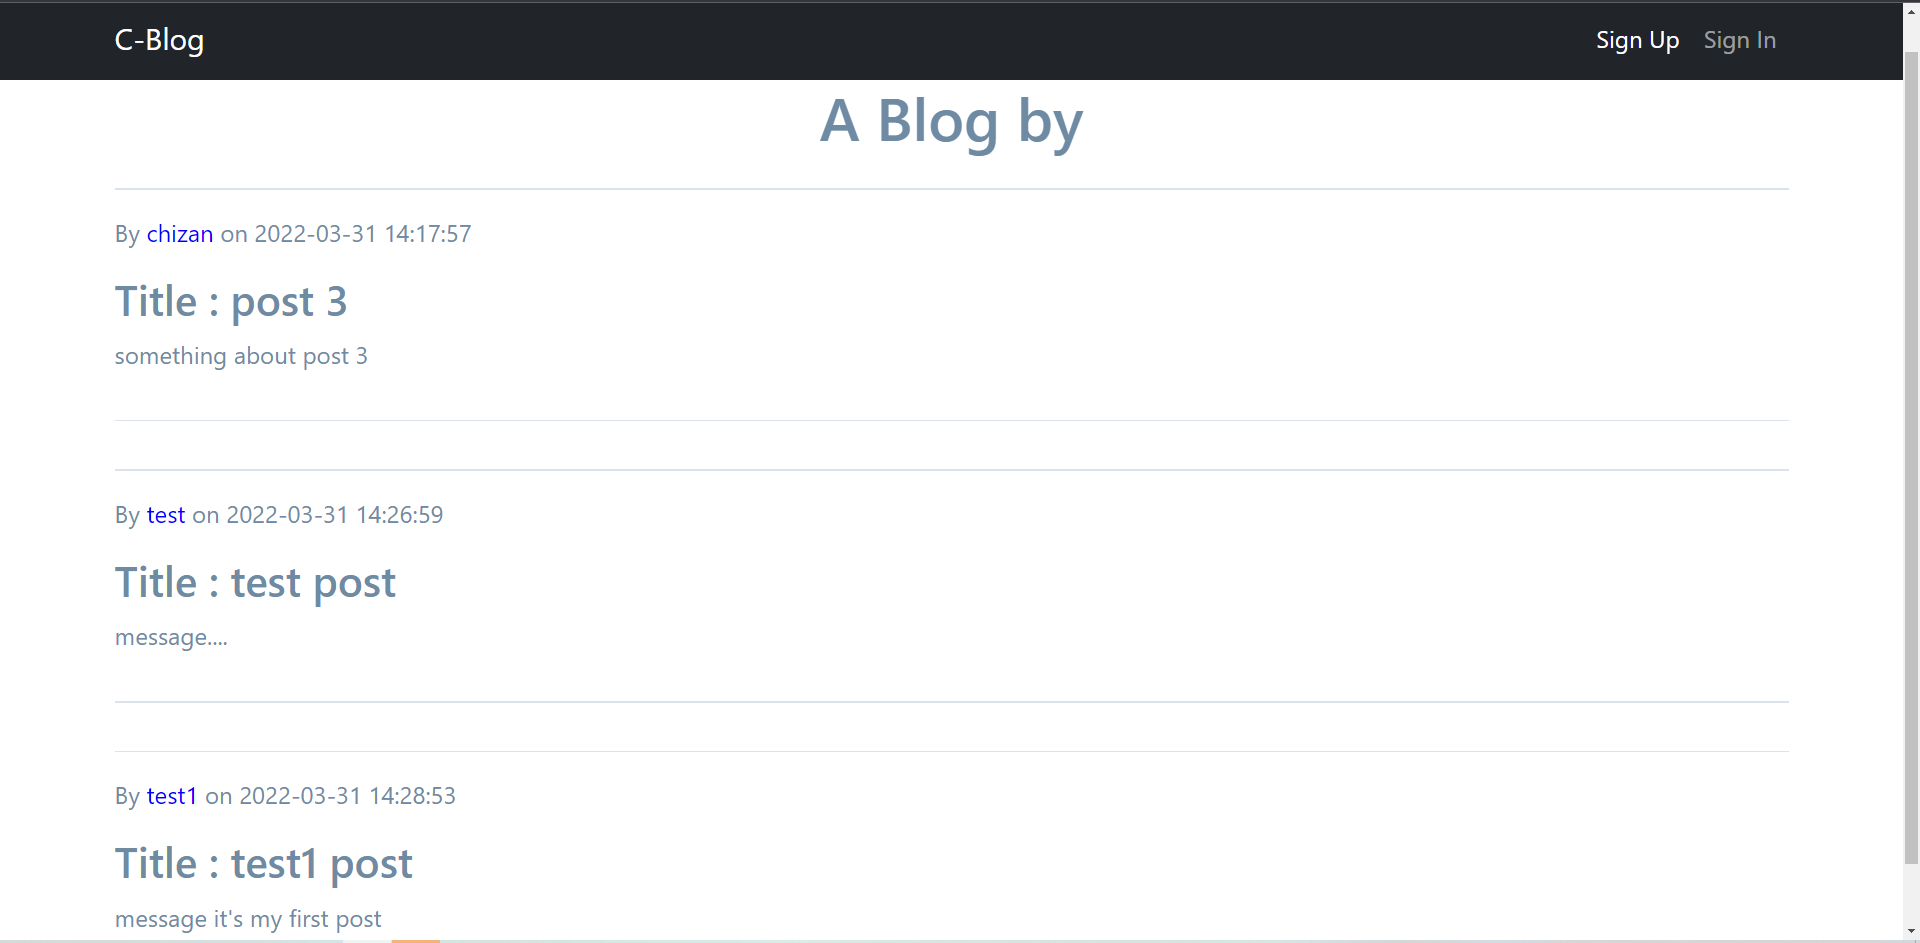 C-Blog
Sign Up Sign In
A Blog by
By chizan on 2022-03-31 14:17:57
Title : post 3
something about post 3
By test on 2022-03-31 14:26:59
Title : test post
message....
By test1 on 2022-03-31 14:28:53
Title : test1 post
message it's my first post